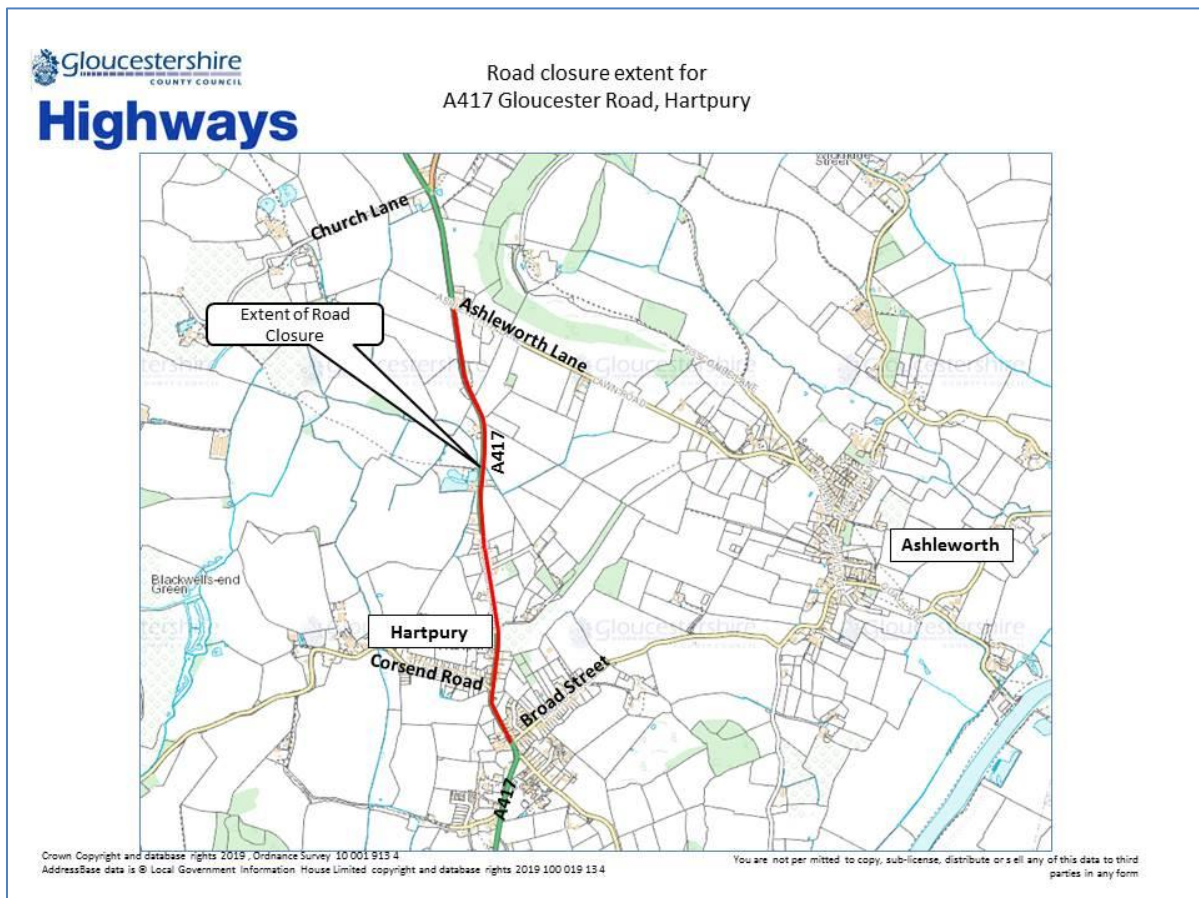 Gloucestershire
COUNTY COUNCIL
Highways
Road closure extent for
A417 Gloucester Road, Hartpury
Street
Church Lane
Extent of Road
Closure
Ashleworth Lane
LAWN ROAD
A417
Ashleworth
Blackwells-end
Green
Hartpury
Corsend Road
Broad Street
A417
Gloucestershire
Crown Copyright and database rights 2019 , Ordnance Survey 10 001 913 4
AddressBase data is © Local Government Information House Limited copyright and database rights 2019 100 019 13 4
You are not per mitted to copy, sub-license, distribute or s ell any of this data to third
parties in any form